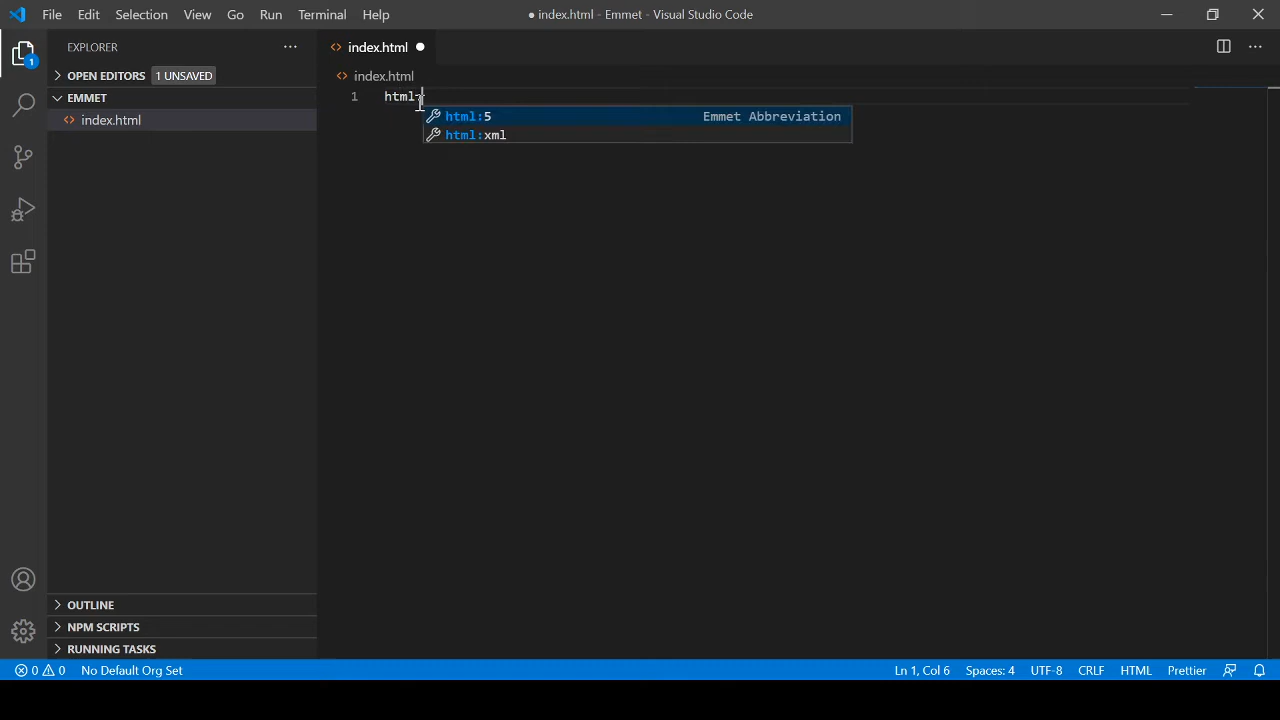 File Edit Selection View Go Run Terminal Help ● index.html - Emmet - Visual Studio Code
EXPLORER ···
OPEN EDITORS 1 UNSAVED
EMMET
index.html
OUTLINE
NPM SCRIPTS
RUNNING TASKS
1
index.html ●
index.html
1 html:
html:5 Emmet Abbreviation
html:xml
0 0 No Default Org Set Ln 1, Col 6 Spaces: 4 UTF-8 CRLF HTML Prettier